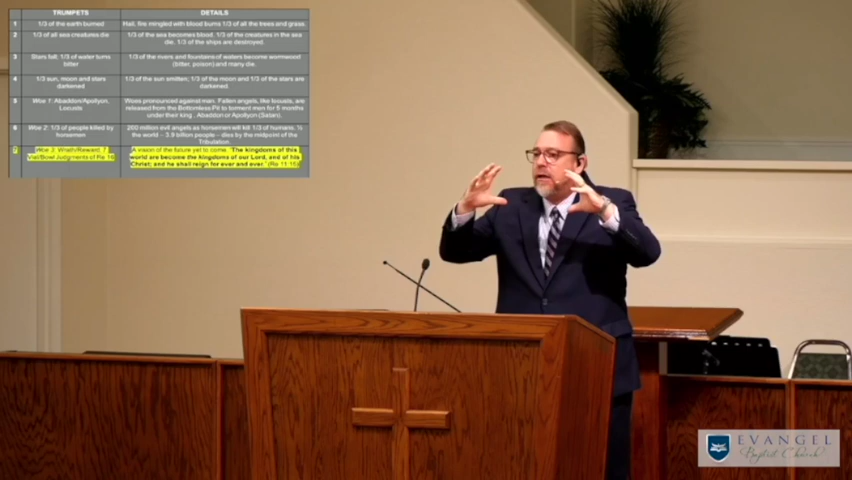 TRUMPETS DETAILS
1 1/3 of the earth burned Hail, fire mingled with blood burns 1/3 of all the trees and grass.
2 1/3 of all sea creatures die 1/3 of the sea becomes blood, 1/3 of the creatures in the sea
die, 1/3 of the ships are destroyed.
3 Stars fall; 1/3 of water turns 1/3 of the rivers and fountains of waters become wormwood
bitter (bitter, poison) and many die.
4 1/3 sun, moon and stars 1/3 of the sun smitten; 1/3 of the moon and 1/3 of the stars are
darkened darkened.
5 Woe 1: Abaddon/Apollyon, Woes pronounced against man. Fallen angels, like locusts, are
Locusts released from the Bottomless Pit to torment men for 5 months
under their king, Abaddon or Apollyon (Satan).
6 Woe 2: 1/3 of people killed by 200 million evil angels as horsemen will kill 1/3 of humans. ½
horsemen the world – 3.9 billion people – dies by the midpoint of the
Tribulation.
7 Woe 3: Wrath/Reward; 7 A vision of the future yet to come. "The kingdoms of this
Vial/Bowl Judgments of Re 16 world are become the kingdoms of our Lord, and of his
Christ; and he shall reign for ever and ever." (Re 11:15)
EVANGEL
Baptist Church